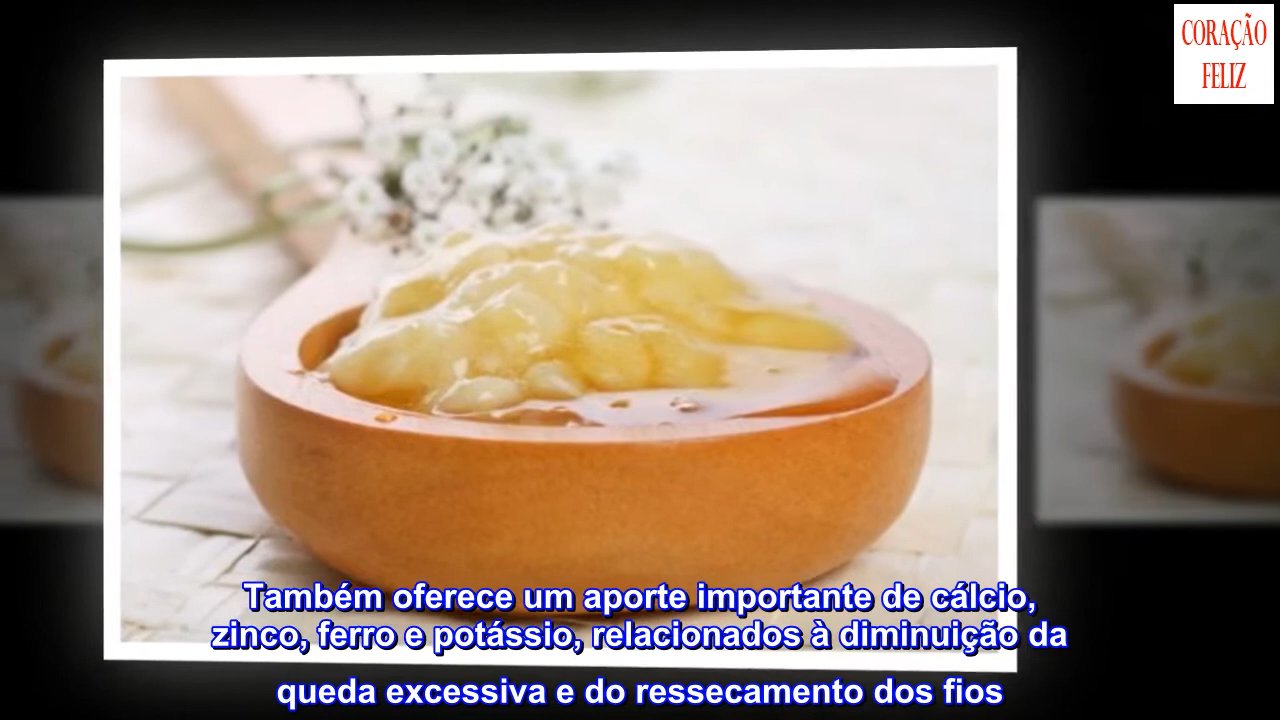 CORAÇÃO
FELIZ
Também oferece um aporte importante de cálcio,
zinco, ferro e potássio, relacionados à diminuição da
queda excessiva e do ressecamento dos fios